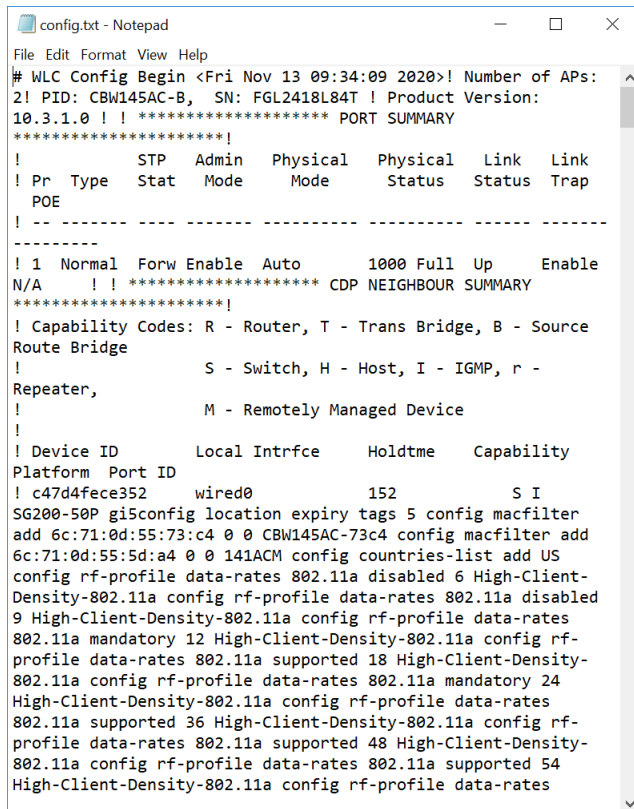 config.txt - Notepad
File Edit Format View Help
# WLC Config Begin <Fri Nov 13 09:34:09 2020>! Number of APs:
2! PID: CBW145AC-B,  SN: FGL2418L84T ! Product Version:
10.3.1.0 ! ! ******************** PORT SUMMARY
**********************!
!            STP   Admin   Physical   Physical   Link   Link
! Pr  Type   Stat   Mode     Mode      Status  Status  Trap
  POE
! -- ------- ---- ------- ---------- ---------- ------ -------
---------
! 1  Normal  Forw Enable  Auto       1000 Full  Up     Enable
N/A     ! ! ******************** CDP NEIGHBOUR SUMMARY
**********************!
! Capability Codes: R - Router, T - Trans Bridge, B - Source
Route Bridge
!                   S - Switch, H - Host, I - IGMP, r -
Repeater,
!                   M - Remotely Managed Device
!
! Device ID        Local Intrfce     Holdtme    Capability
Platform  Port ID
! c47d4fece352     wired0            152            S I
SG200-50P gi5config location expiry tags 5 config macfilter
add 6c:71:0d:55:73:c4 0 0 CBW145AC-73c4 config macfilter add
6c:71:0d:55:5d:a4 0 0 141ACM config countries-list add US
config rf-profile data-rates 802.11a disabled 6 High-Client-
Density-802.11a config rf-profile data-rates 802.11a disabled
9 High-Client-Density-802.11a config rf-profile data-rates
802.11a mandatory 12 High-Client-Density-802.11a config rf-
profile data-rates 802.11a supported 18 High-Client-Density-
802.11a config rf-profile data-rates 802.11a mandatory 24
High-Client-Density-802.11a config rf-profile data-rates
802.11a supported 36 High-Client-Density-802.11a config rf-
profile data-rates 802.11a supported 48 High-Client-Density-
802.11a config rf-profile data-rates 802.11a supported 54
High-Client-Density-802.11a config rf-profile data-rates